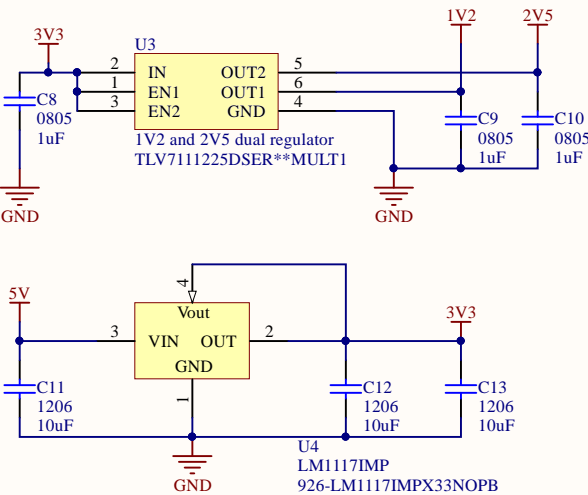 3V3
1V2
2V5
U3
2 IN OUT2 5
1 EN1 OUT1 6
3 EN2 GND 4
C8
0805
1uF
C9
0805
1uF
C10
0805
1uF
1V2 and 2V5 dual regulator
TLV7111225DSER**MULT1
GND
GND
5V
4
Vout
3V3
3 VIN OUT 2
GND
1
C11
1206
10uF
C12
1206
10uF
C13
1206
10uF
U4
LM1117IMP
926-LM1117IMPX33NOPB
GND